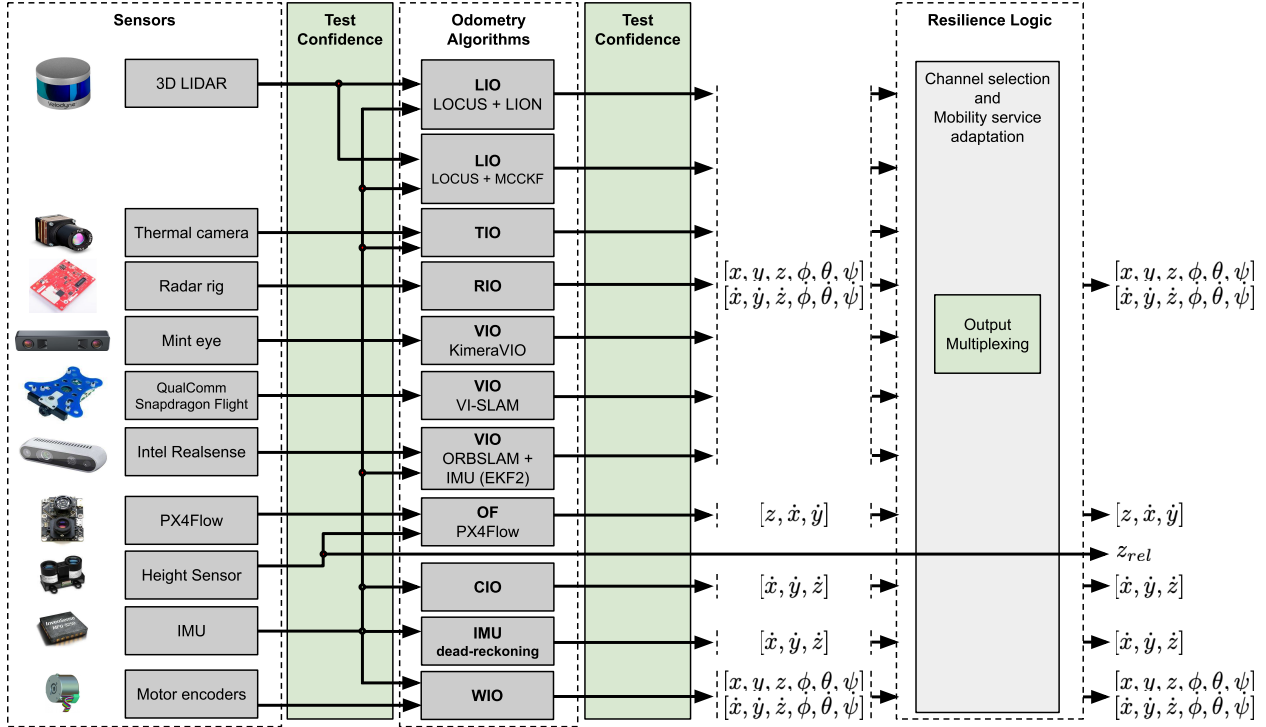 Sensors
Test
Confidence
Odometry
Algorithms
Test
Confidence
Resilience Logic
Velodyne
3D LIDAR
LIO
LOCUS + LION
LIO
LOCUS + MCCKF
Thermal camera
TIO
Radar rig
RIO
Mint eye
VIO
KimeraVIO
QualComm
Snapdragon Flight
VIO
VI-SLAM
Intel Realsense
VIO
ORBSLAM +
IMU (EKF2)
PX4Flow
OF
PX4Flow
Height Sensor
CIO
InvenSense
IMU
IMU
dead-reckoning
Motor encoders
WIO
[x, y, z, ϕ, θ, ψ]
[ẋ, ẏ, ż, ϕ̇, θ̇, ψ̇]
[z, ẋ, ẏ]
[ẋ, ẏ, ż]
[ẋ, ẏ, ż]
[x, y, z, ϕ, θ, ψ]
[ẋ, ẏ, ż, ϕ̇, θ̇, ψ̇]
Channel selection
and
Mobility service
adaptation
Output
Multiplexing
[x, y, z, ϕ, θ, ψ]
[ẋ, ẏ, ż, ϕ̇, θ̇, ψ̇]
[z, ẋ, ẏ]
z_rel
[ẋ, ẏ, ż]
[ẋ, ẏ, ż]
[x, y, z, ϕ, θ, ψ]
[ẋ, ẏ, ż, ϕ̇, θ̇, ψ̇]